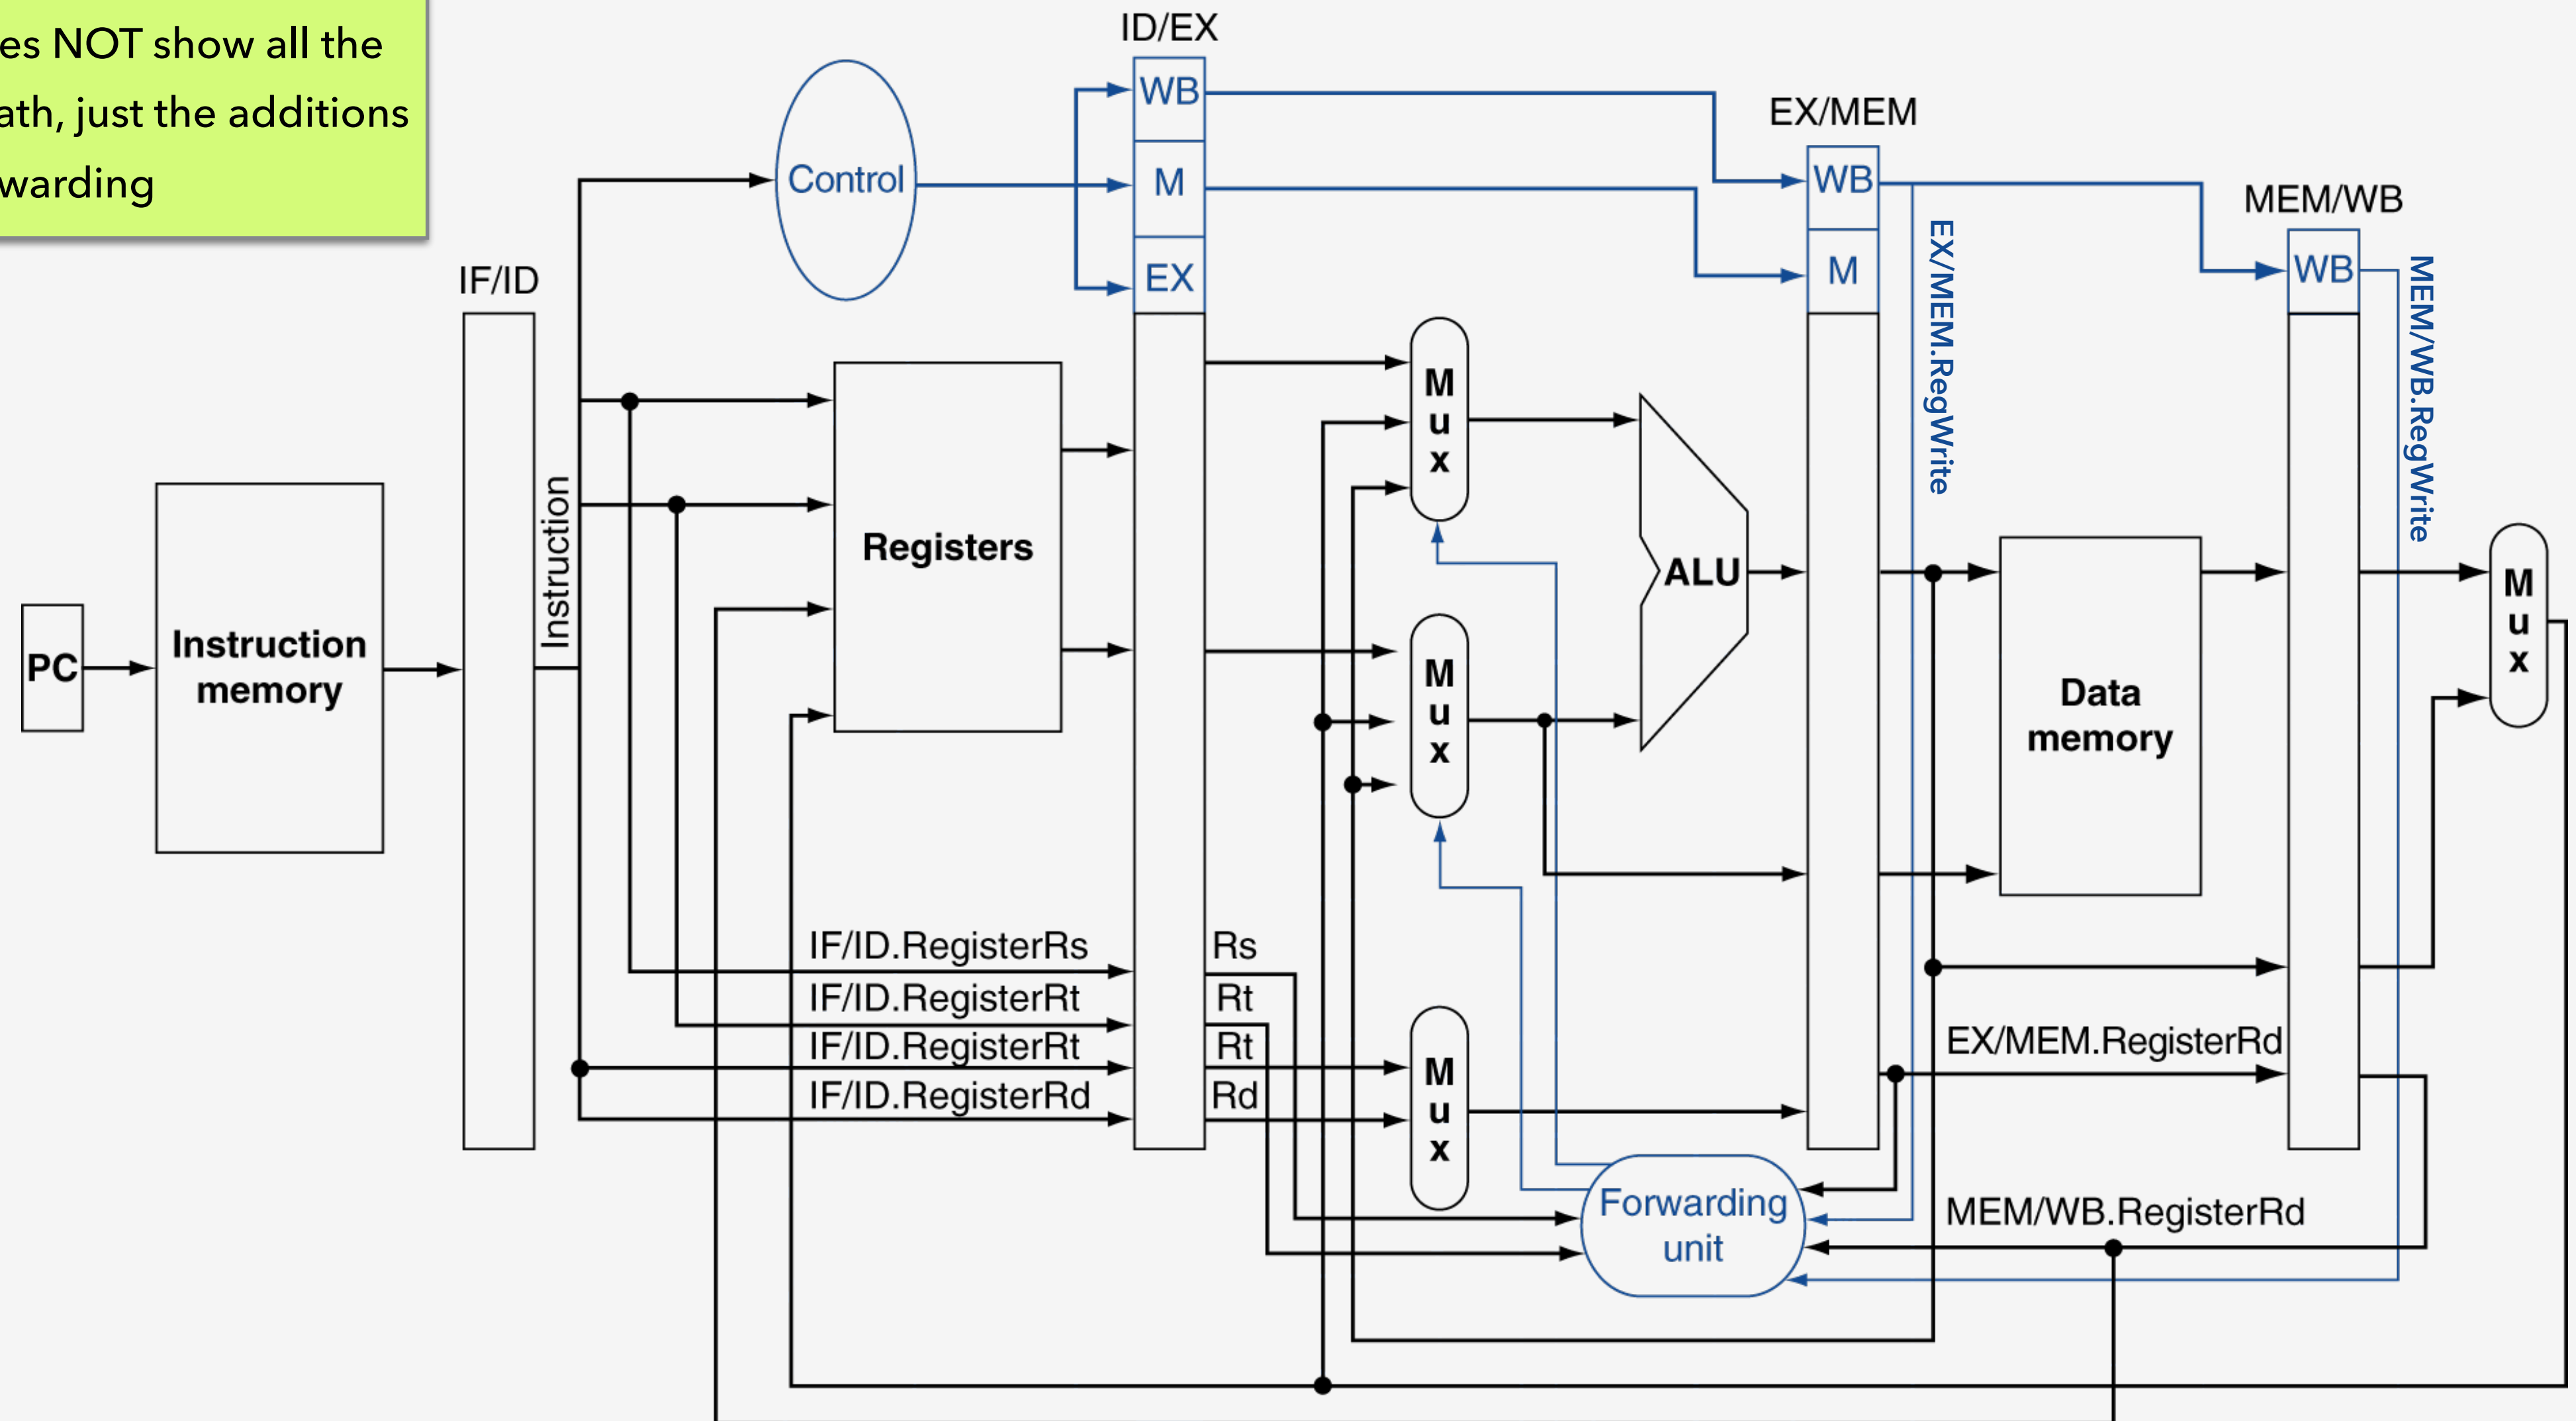 es NOT show all the
ath, just the additions
warding
ID/EX
WB
M
EX
Control
EX/MEM
WB
M
MEM/WB
WB
EX/MEM.RegWrite
MEM/WB.RegWrite
IF/ID
Instruction
PC
Instruction
memory
Registers
M
u
x
M
u
x
ALU
Data
memory
M
u
x
IF/ID.RegisterRs
IF/ID.RegisterRt
IF/ID.RegisterRt
IF/ID.RegisterRd
Rs
Rt
Rt
Rd
M
u
x
EX/MEM.RegisterRd
Forwarding
unit
MEM/WB.RegisterRd